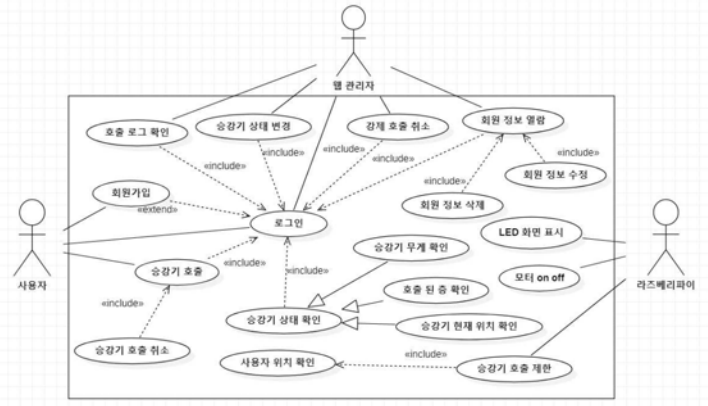 웹 관리자
호출 로그 확인
승강기 상태 변경
강제 호출 취소
회원 정보 열람
«include»
«include»
«include»
«include»
«include»
회원 정보 수정
«include»
회원 정보 삭제
회원가입
«extend»
로그인
LED 화면 표시
사용자
승강기 호출
«include»
«include»
승강기 무게 확인
모터 on off
라즈베리파이
«include»
호출 된 층 확인
승강기 상태 확인
승강기 현재 위치 확인
승강기 호출 취소
사용자 위치 확인
«include»
승강기 호출 제한